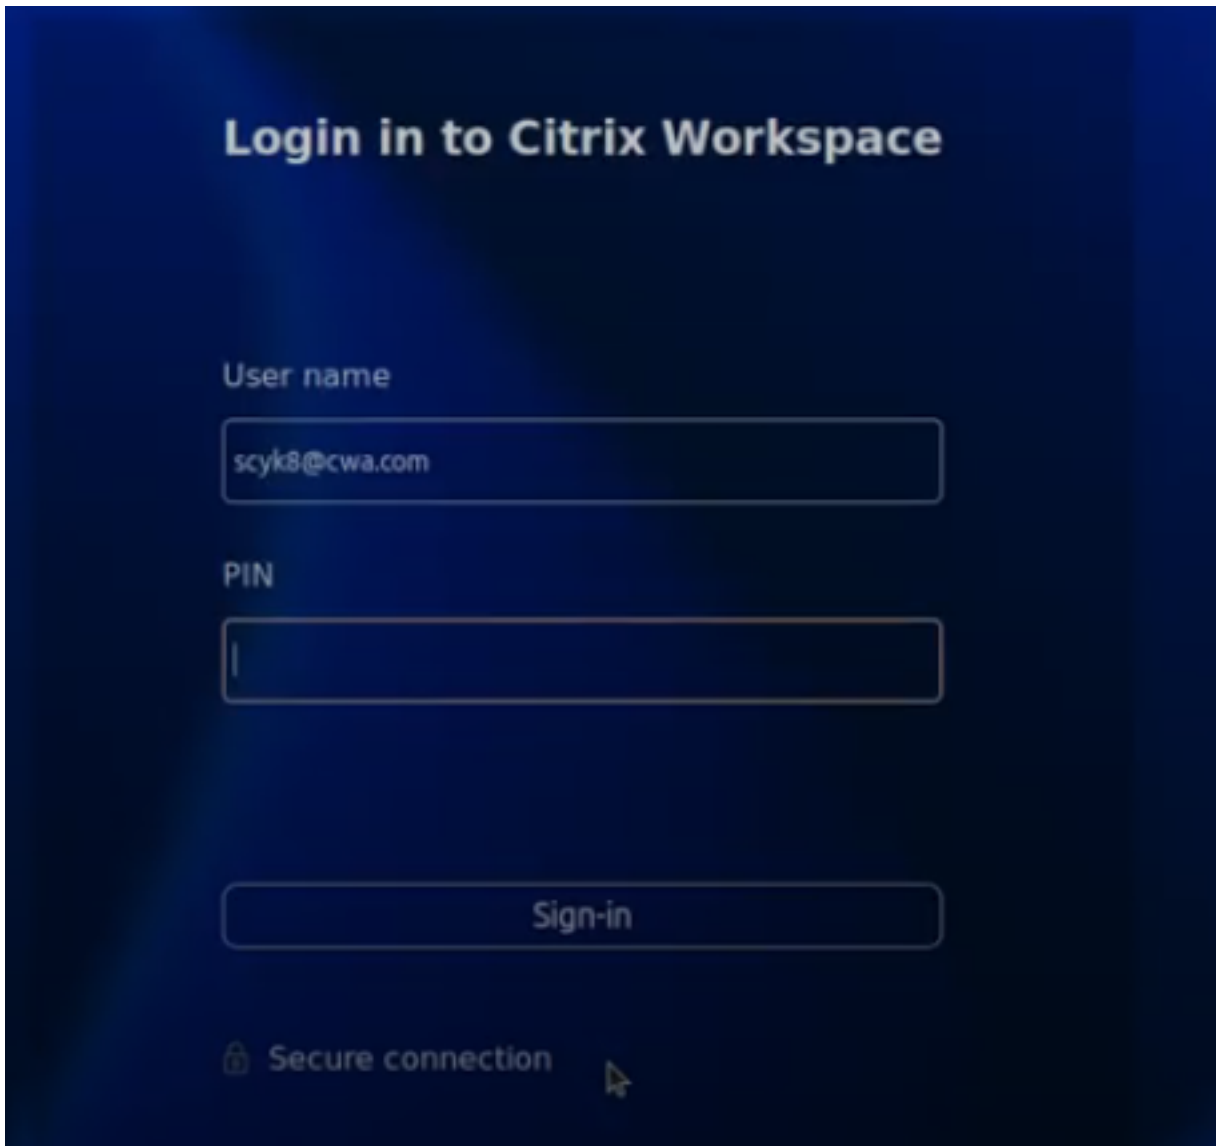 Login in to Citrix Workspace
User name
scyk8@cwa.com
PIN
Sign-in
Secure connection